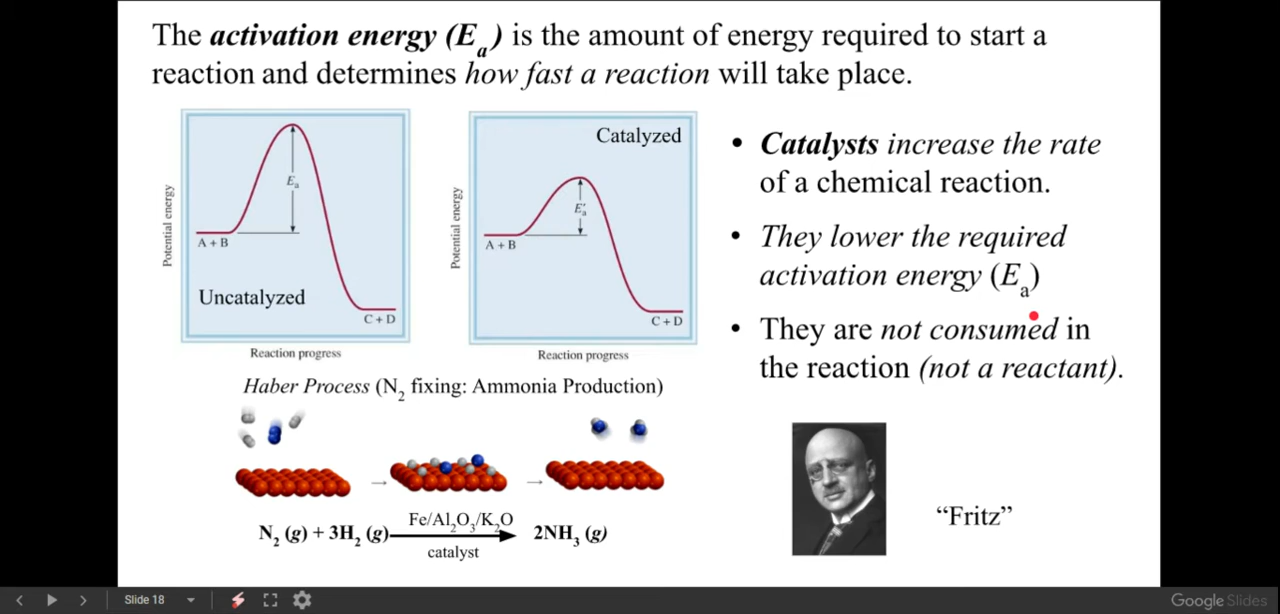 The activation energy (Ea) is the amount of energy required to start a
reaction and determines how fast a reaction will take place.
Potential energy
Ea
A + B
Uncatalyzed
C + D
Reaction progress
Catalyzed
Potential energy
E'a
A + B
C + D
Reaction progress
• Catalysts increase the rate
of a chemical reaction.
• They lower the required
activation energy (Ea)
• They are not consumed in
the reaction (not a reactant).
Haber Process (N2 fixing: Ammonia Production)
→ →
N2 (g) + 3H2 (g)
Fe/Al2O3/K2O
catalyst
2NH3 (g)
“Fritz”
Slide 18
Google Slides